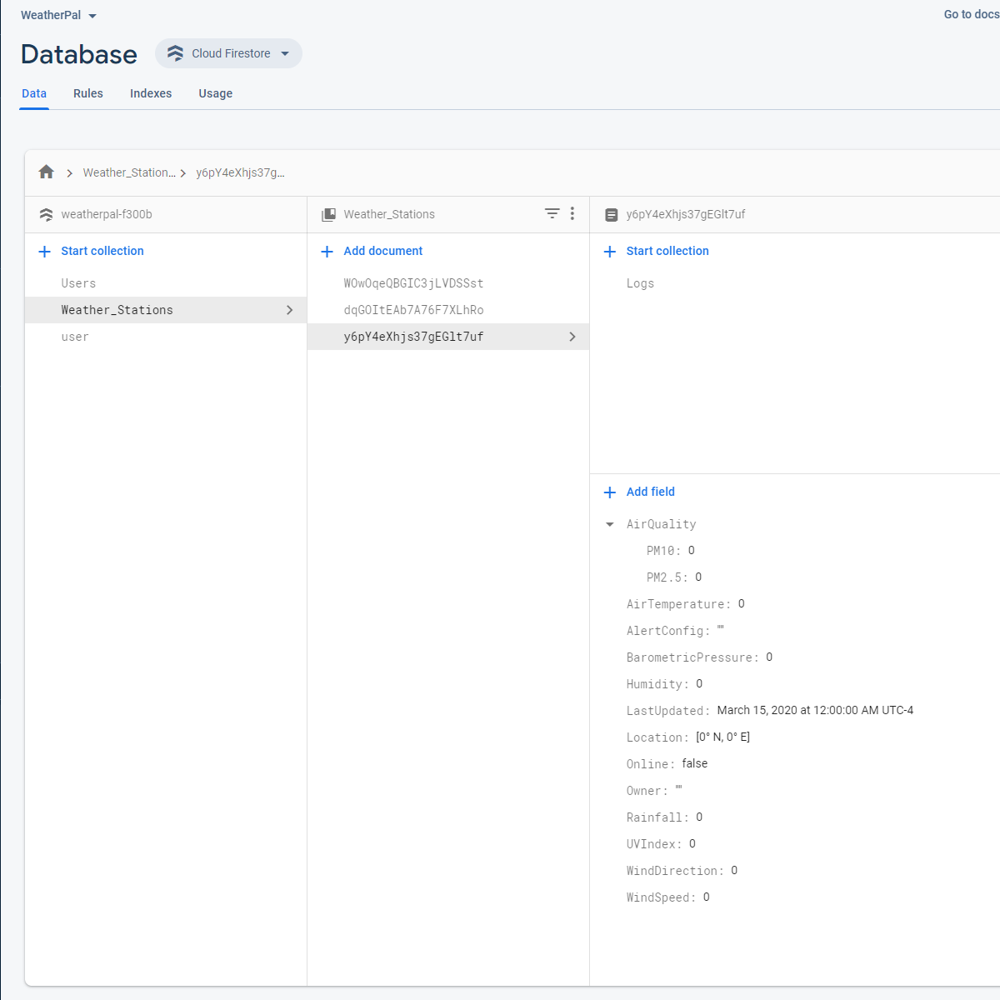 WeatherPal
Go to docs
Database
Cloud Firestore
Data Rules Indexes Usage
Weather_Station... y6pY4eXhjs37g...
weatherpal-f300b
Start collection
Users
Weather_Stations
user
Weather_Stations
Add document
WOwOqeQBGIC3jLVDSSst
dqGOItEAb7A76F7XLhRo
y6pY4eXhjs37gEGlt7uf
y6pY4eXhjs37gEGlt7uf
Start collection
Logs
Add field
AirQuality
PM10: 0
PM2.5: 0
AirTemperature: 0
AlertConfig: ""
BarometricPressure: 0
Humidity: 0
LastUpdated: March 15, 2020 at 12:00:00 AM UTC-4
Location: [0° N, 0° E]
Online: false
Owner: ""
Rainfall: 0
UVIndex: 0
WindDirection: 0
WindSpeed: 0